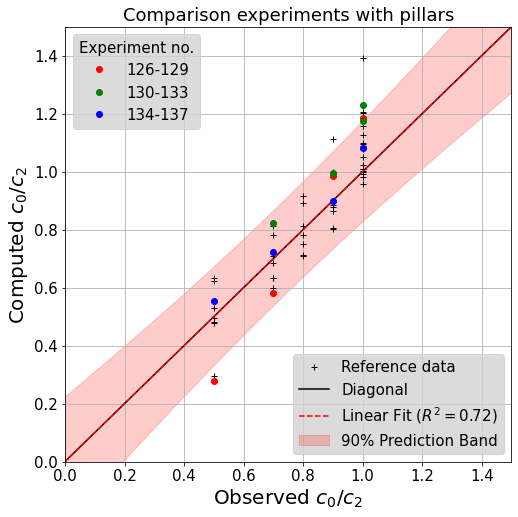 Comparison experiments with pillars
Experiment no.
126-129
130-133
134-137
1.4
1.2
1.0
0.8
0.6
0.4
0.2
0.0
Computed c₀/c₂
Reference data
Diagonal
Linear Fit (R² = 0.72)
90% Prediction Band
0.0 0.2 0.4 0.6 0.8 1.0 1.2 1.4
Observed c₀/c₂